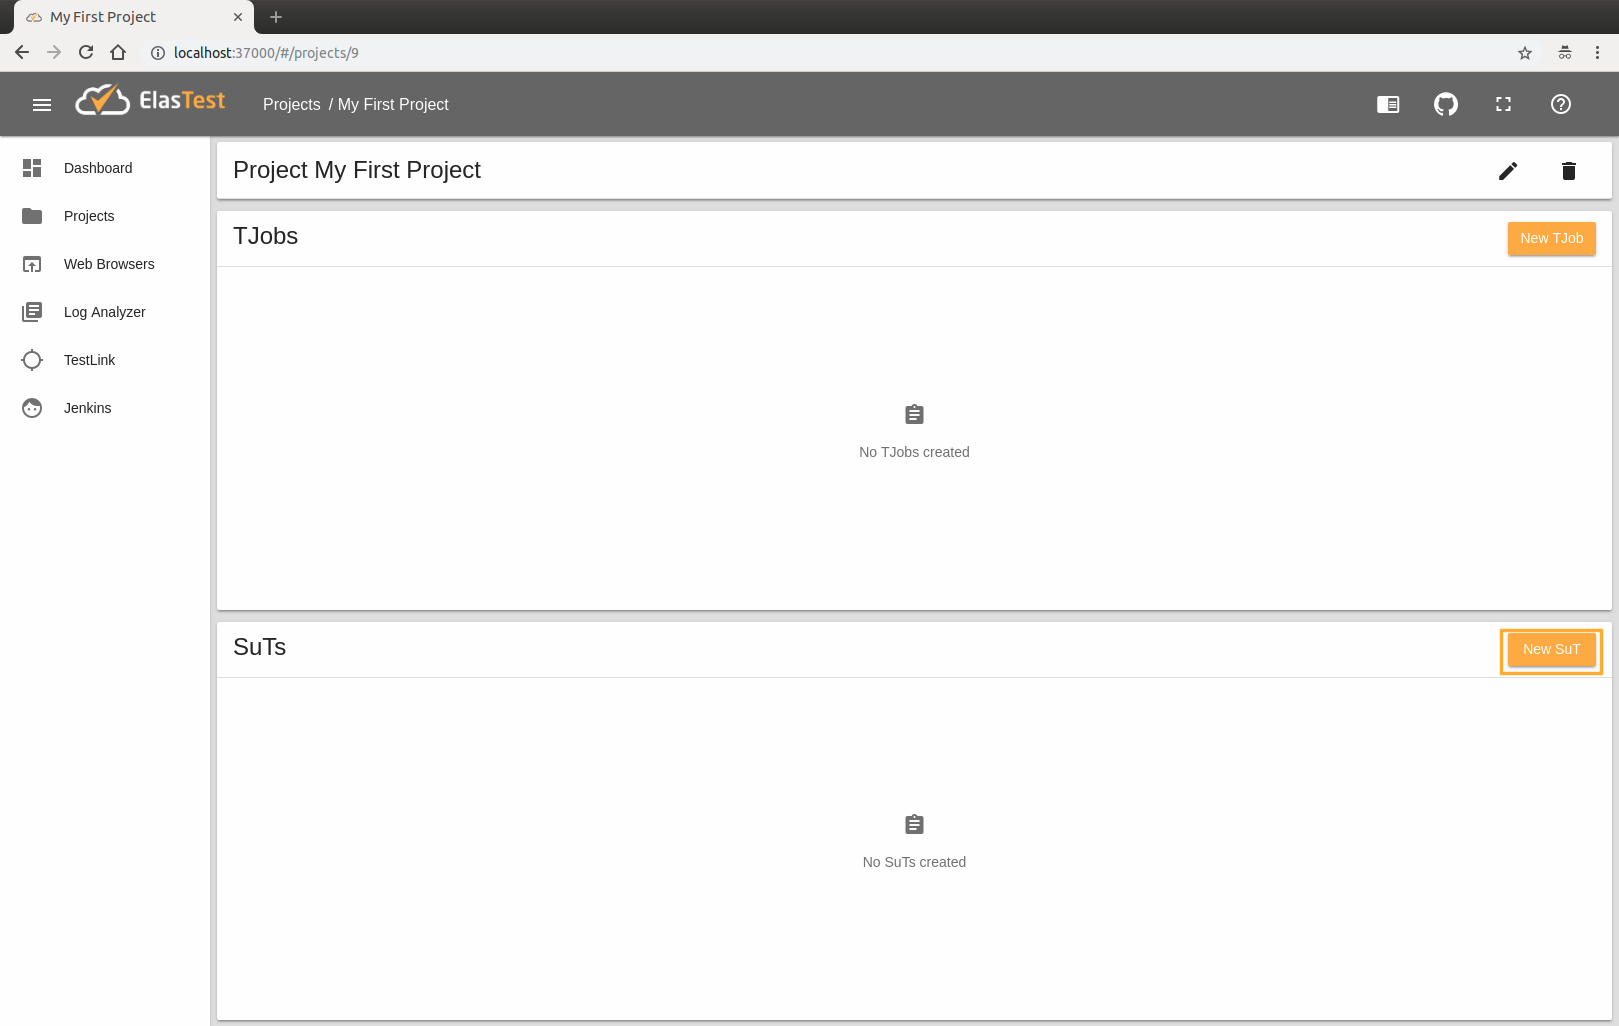 My First Project
localhost:37000/#/projects/9
ElasTest
Projects / My First Project
Dashboard
Projects
Web Browsers
Log Analyzer
TestLink
Jenkins
Project My First Project
TJobs
New TJob
No TJobs created
SuTs
New SuT
No SuTs created